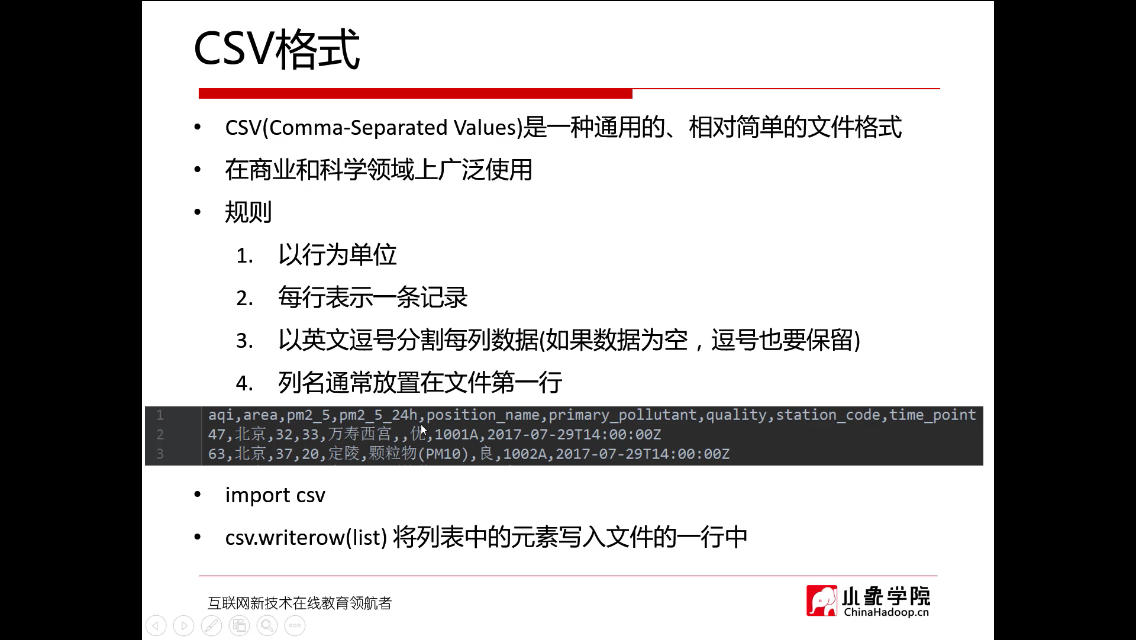 CSV格式
• CSV(Comma-Separated Values)是一种通用的、相对简单的文件格式
• 在商业和科学领域上广泛使用
• 规则
1. 以行为单位
2. 每行表示一条记录
3. 以英文逗号分割每列数据(如果数据为空，逗号也要保留)
4. 列名通常放置在文件第一行
1 aqi,area,pm2_5,pm2_5_24h,position_name,primary_pollutant,quality,station_code,time_point
2 47,北京,32,33,万寿西宫,,优,1001A,2017-07-29T14:00:00Z
3 63,北京,37,20,定陵,颗粒物(PM10),良,1002A,2017-07-29T14:00:00Z
• import csv
• csv.writerow(list) 将列表中的元素写入文件的一行中
互联网新技术在线教育领航者
小象学院
ChinaHadoop.cn